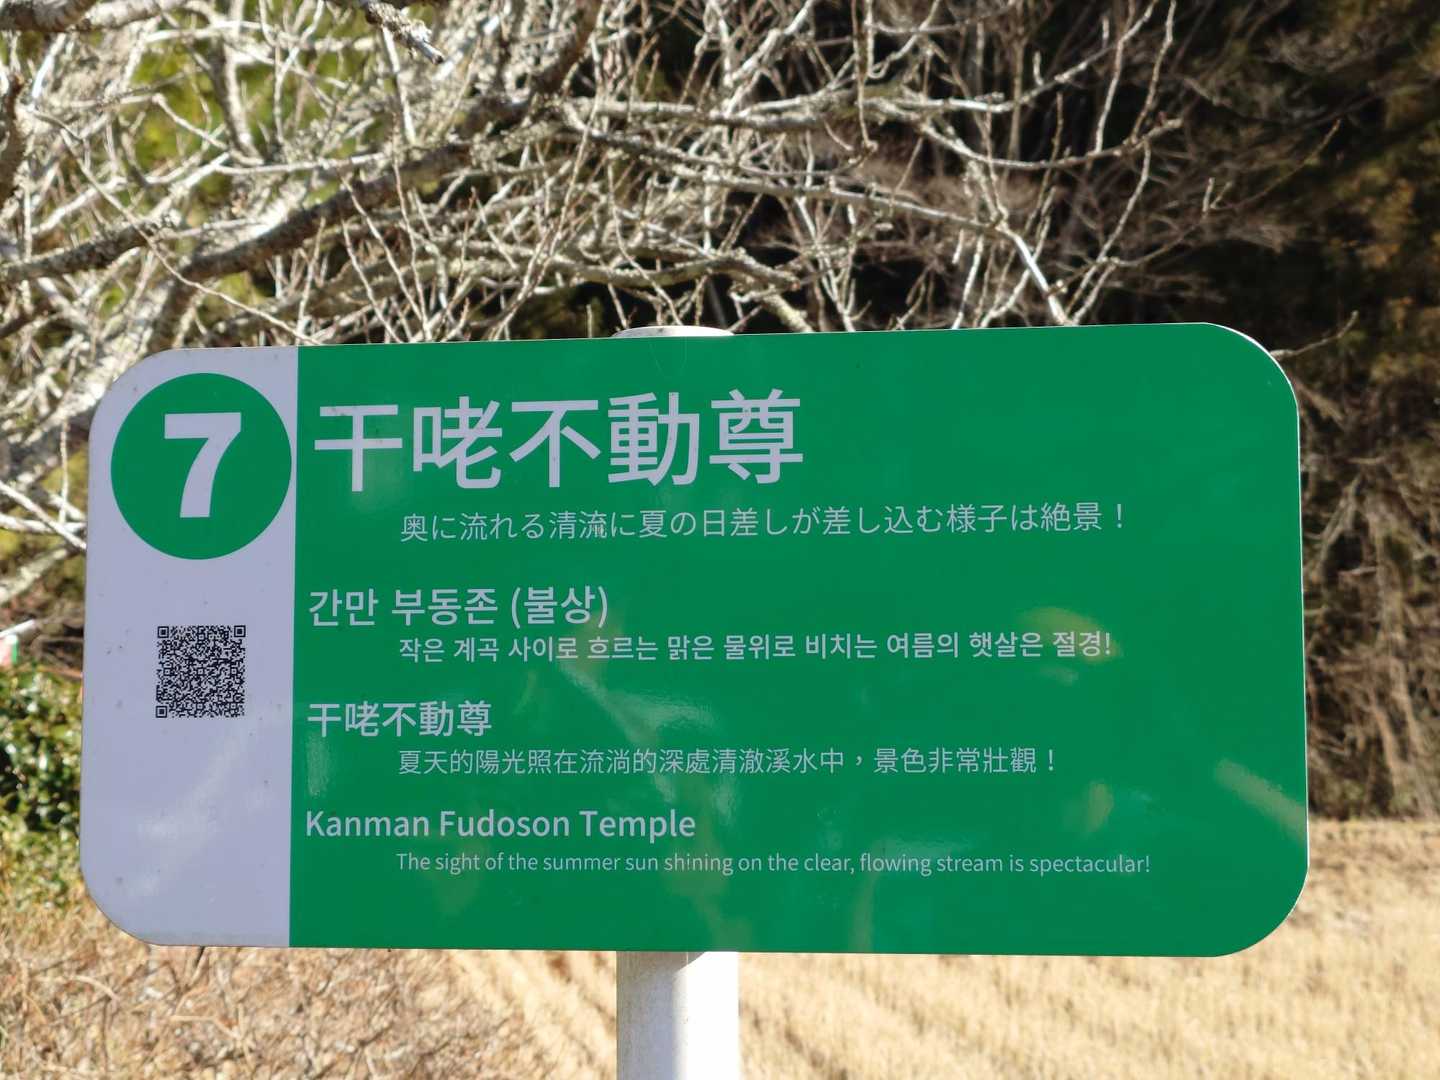 7
干咾不動尊
奥に流れる清流に夏の日差しが差し込む様子は絶景！
간만 부동존 (불상)
작은 계곡 사이로 흐르는 맑은 물위로 비치는 여름의 햇살은 절경!
干咾不動尊
夏天的陽光照在流淌的深處清澈溪水中，景色非常壯觀！
Kanman Fudoson Temple
The sight of the summer sun shining on the clear, flowing stream is spectacular!